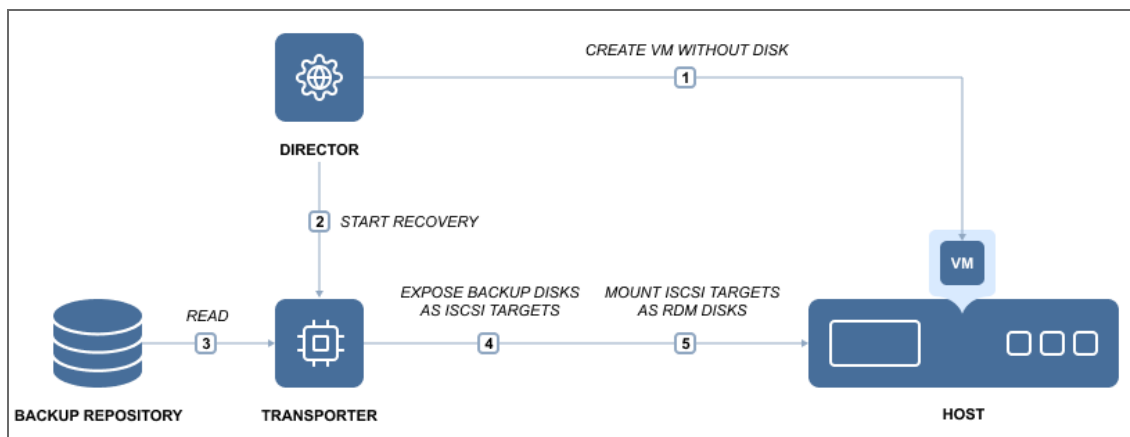 CREATE VM WITHOUT DISK
1
DIRECTOR
2 START RECOVERY
VM
READ
3
EXPOSE BACKUP DISKS
AS ISCSI TARGETS
4
MOUNT ISCSI TARGETS
AS RDM DISKS
5
BACKUP REPOSITORY
TRANSPORTER
HOST